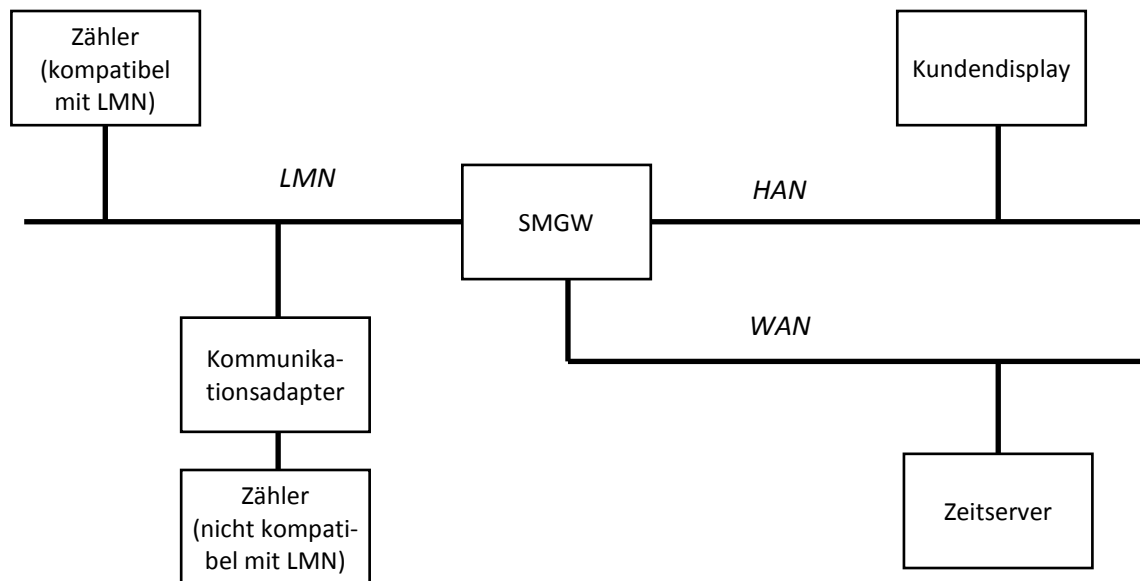 Zähler
(kompatibel
mit LMN)
Kundendisplay
LMN
SMGW
HAN
WAN
Kommunika-
tionsadapter
Zähler
(nicht kompati-
bel mit LMN)
Zeitserver